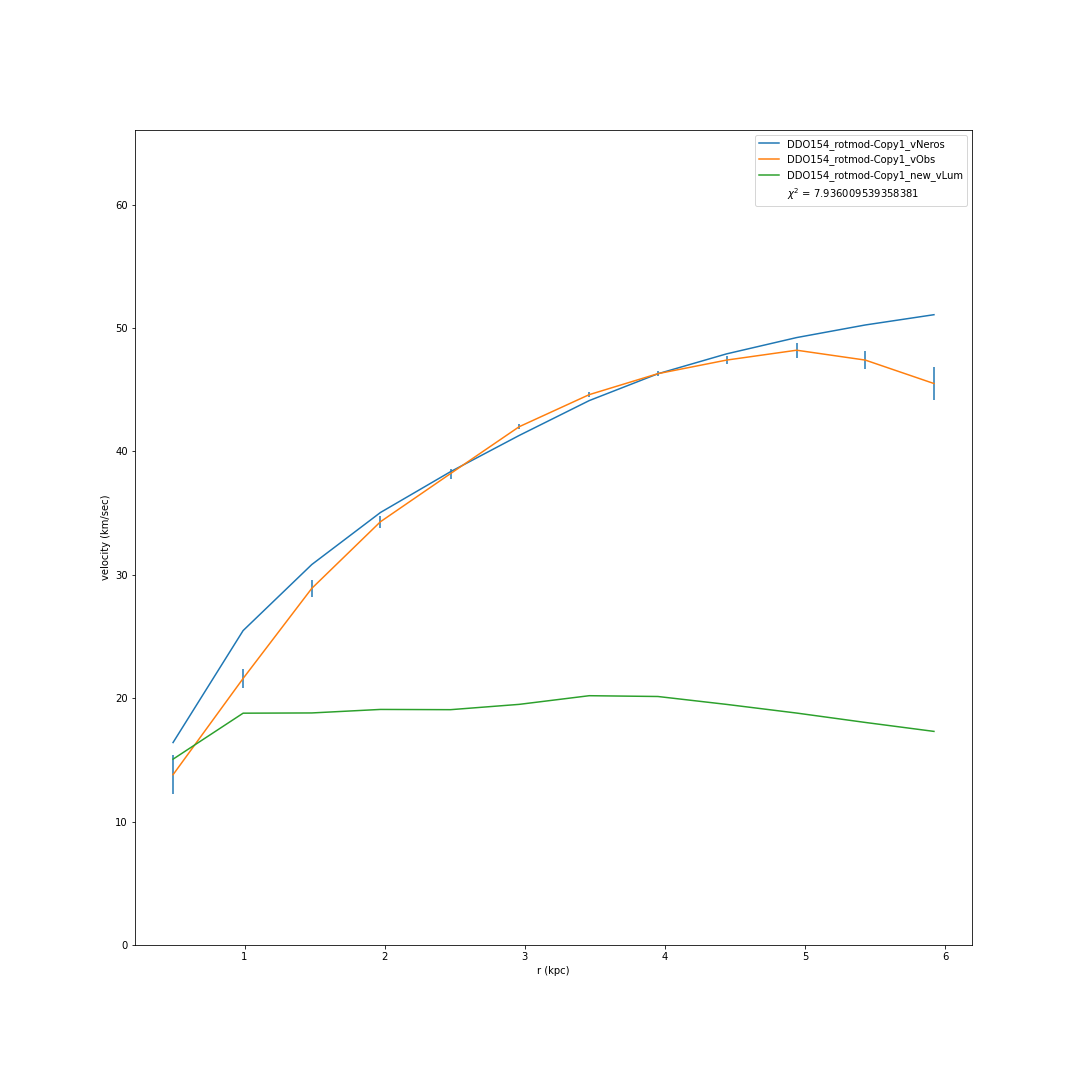 DDO154_rotmod-Copy1_vNeros
DDO154_rotmod-Copy1_vObs
DDO154_rotmod-Copy1_new_vLum
χ² = 7.936009539358381
60
50
40
30
20
10
0
velocity (km/sec)
1 2 3 4 5 6
r (kpc)